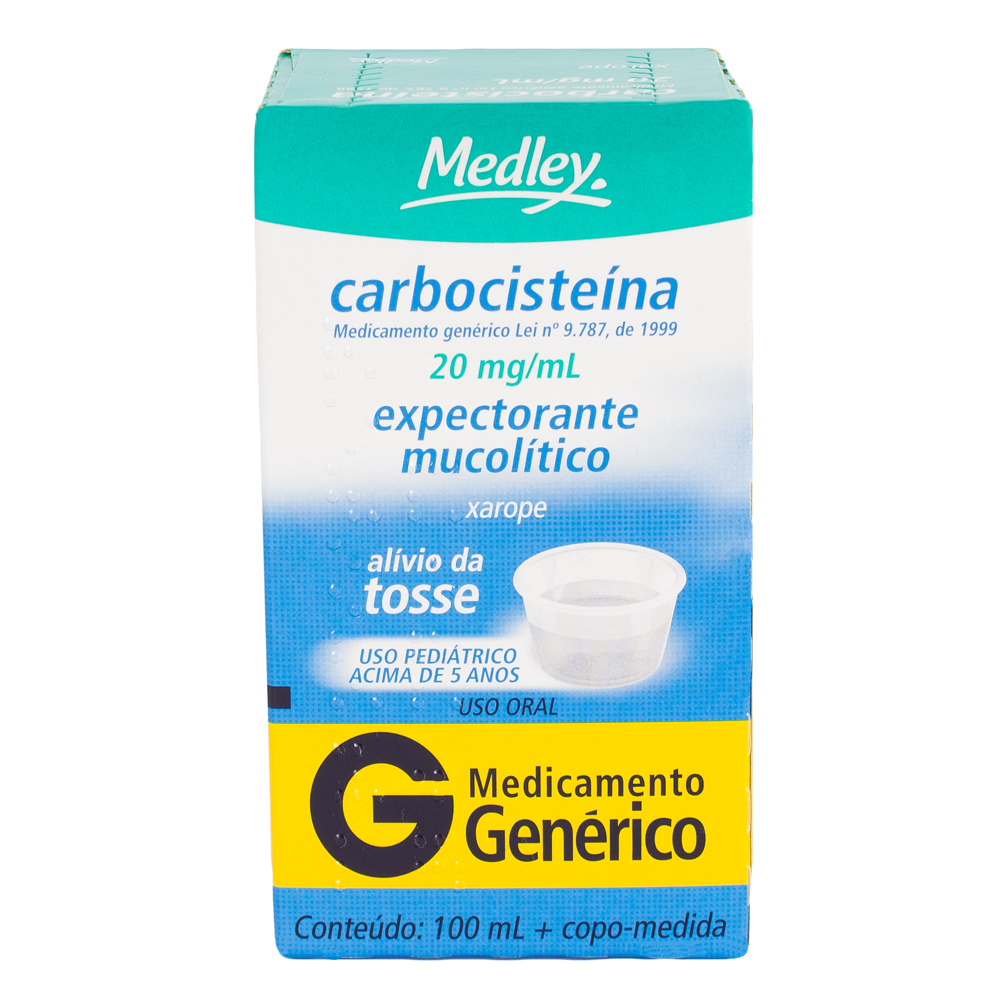 Medley.
carbocisteína
Medicamento genérico Lei nº 9.787, de 1999
20 mg/mL
expectorante
mucolítico
xarope
alívio da
tosse
USO PEDIÁTRICO
ACIMA DE 5 ANOS
USO ORAL
G
Medicamento
Genérico
Conteúdo: 100 mL + copo-medida